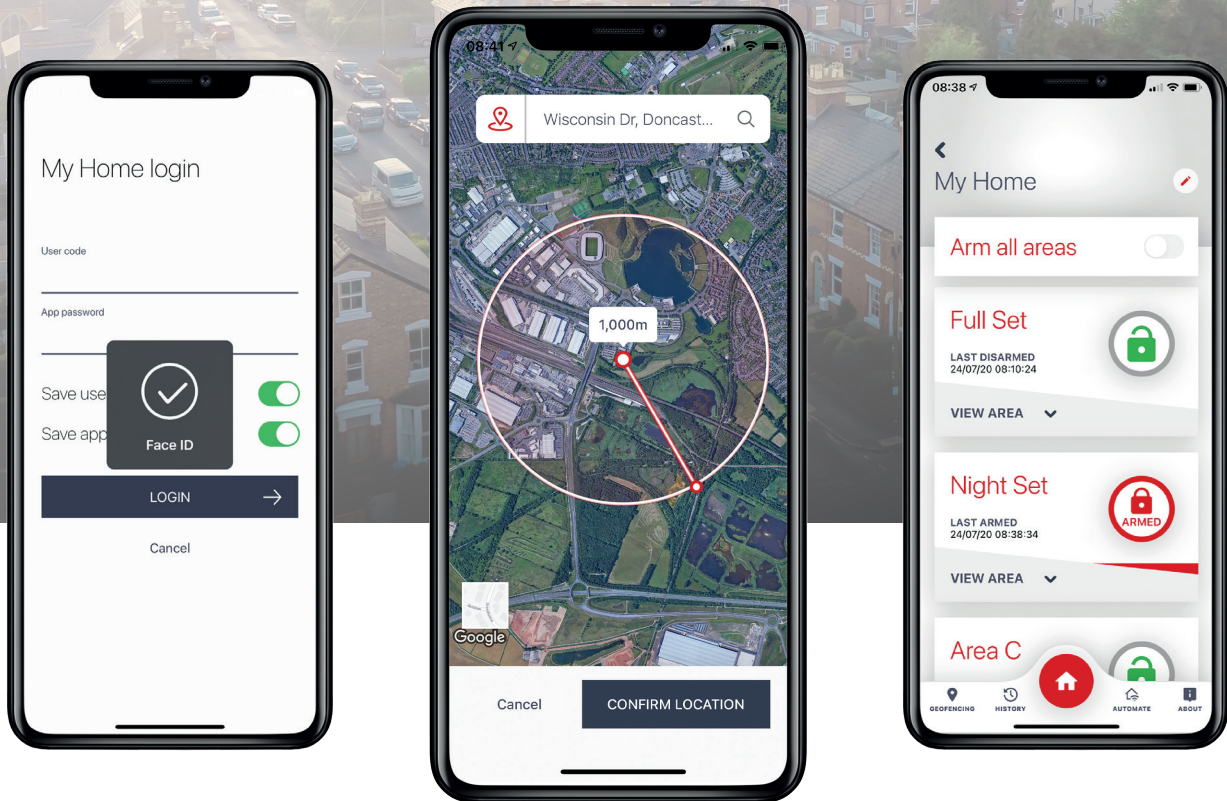 My Home login
User code
App password
Save use
Save app
Face ID
LOGIN
Cancel
08:41
Wisconsin Dr, Doncast...
1,000m
Google
Cancel
CONFIRM LOCATION
08:38
My Home
Arm all areas
Full Set
LAST DISARMED
24/07/20 08:10:24
VIEW AREA
Night Set
LAST ARMED
24/07/20 08:38:34
ARMED
VIEW AREA
Area C
GEOFENCING
HISTORY
AUTOMATE
ABOUT